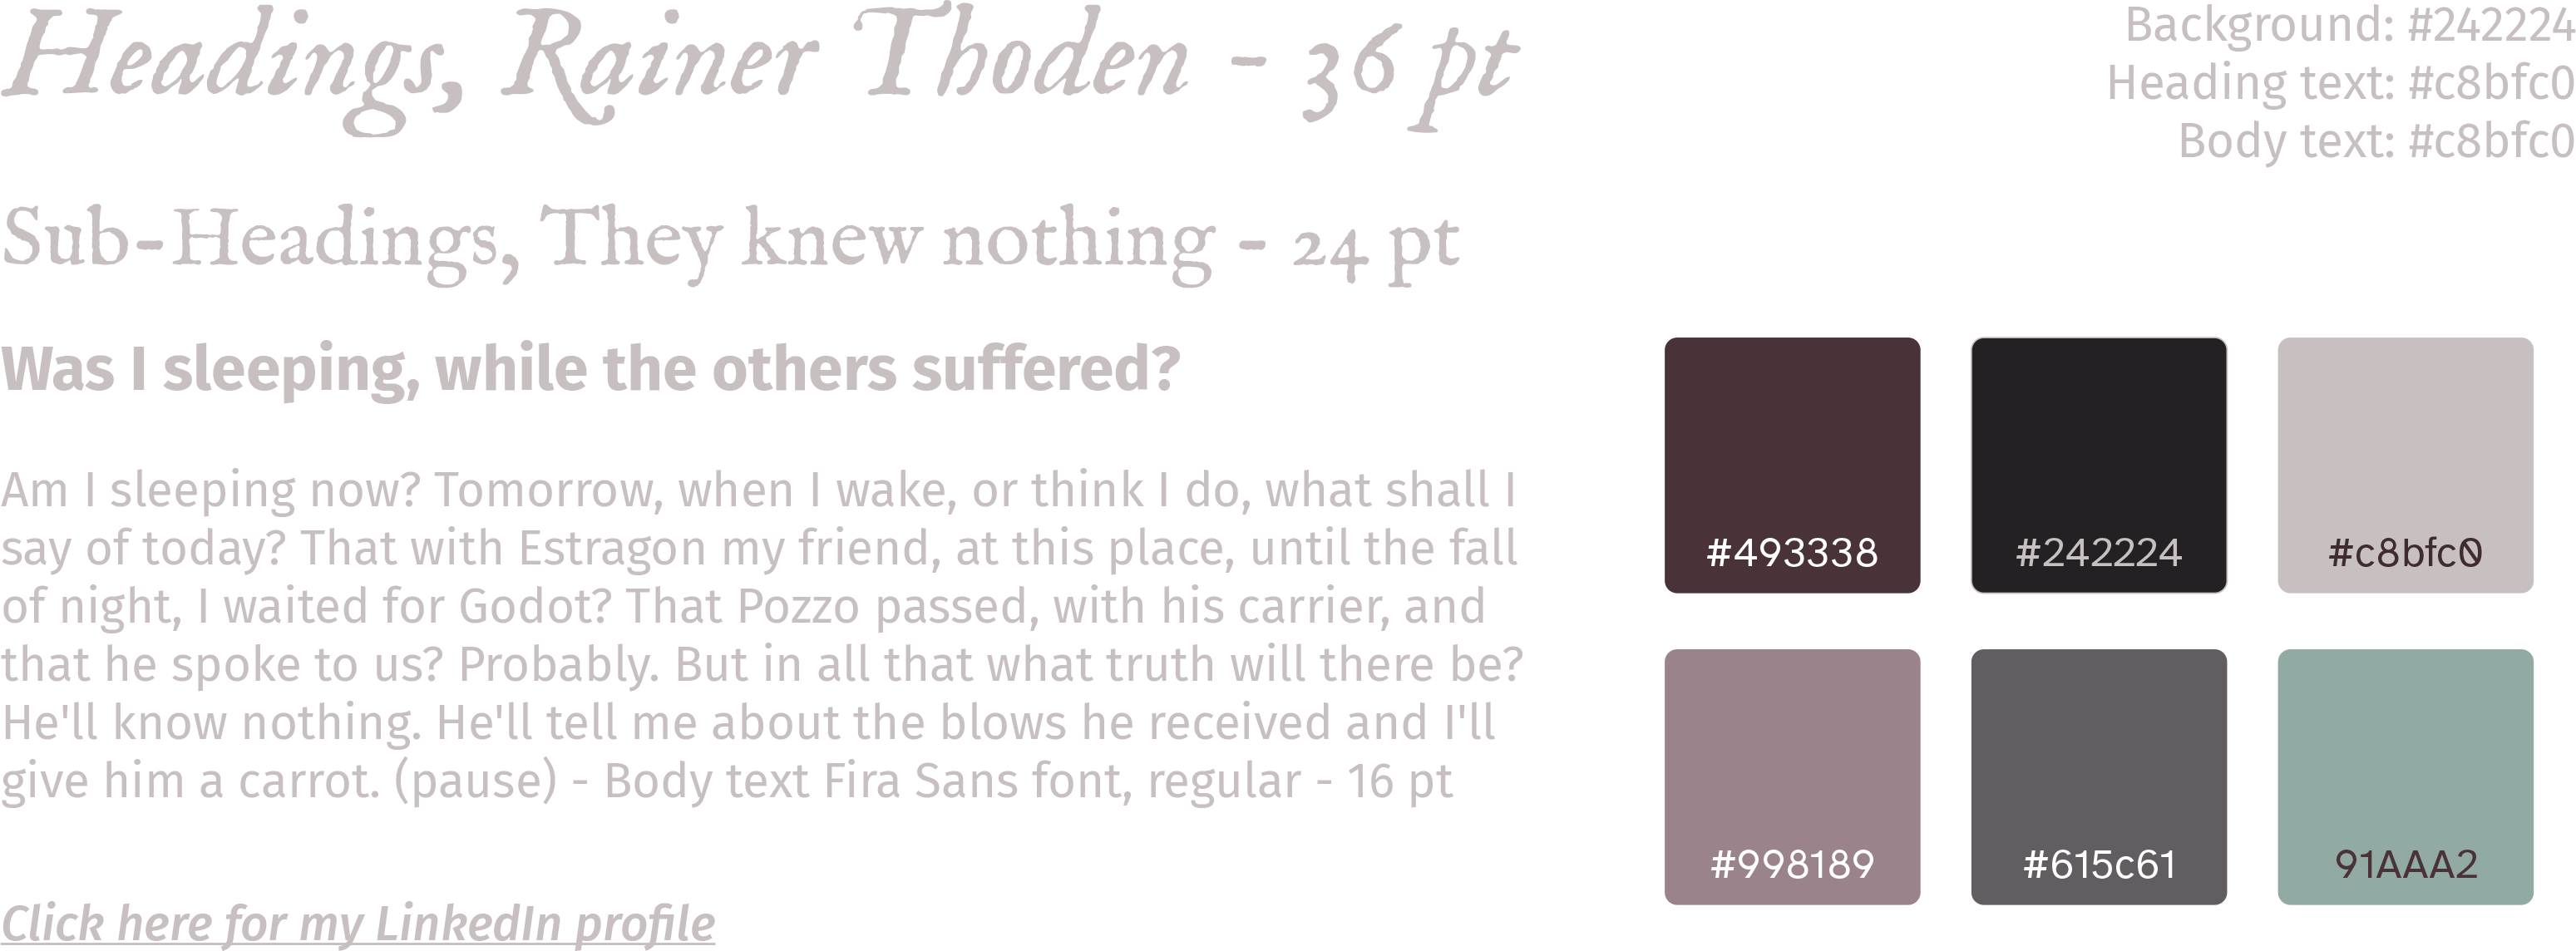 Headings, Rainer Thoden - 36 pt
Background: #242224
Heading text: #c8bfc0
Body text: #c8bfc0
Sub-Headings, They knew nothing - 24 pt
Was I sleeping, while the others suffered?
Am I sleeping now? Tomorrow, when I wake, or think I do, what shall I
say of today? That with Estragon my friend, at this place, until the fall
of night, I waited for Godot? That Pozzo passed, with his carrier, and
that he spoke to us? Probably. But in all that what truth will there be?
He'll know nothing. He'll tell me about the blows he received and I'll
give him a carrot. (pause) - Body text Fira Sans font, regular - 16 pt
Click here for my LinkedIn profile
#493338
#242224
#c8bfc0
#998189
#615c61
91AAA2